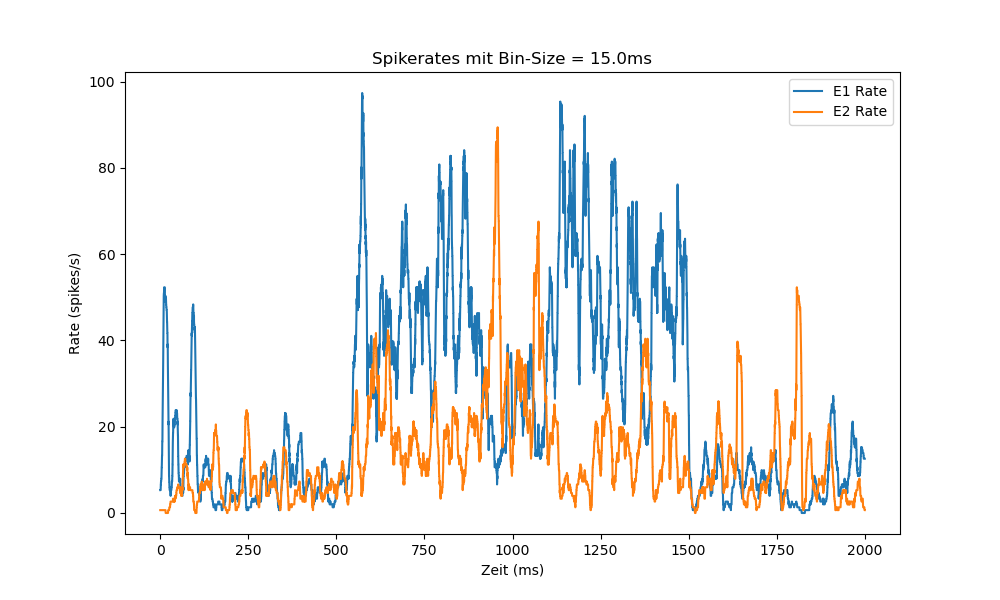 Spikerates mit Bin-Size = 15.0ms
E1 Rate
E2 Rate
100
80
60
40
20
0
Rate (spikes/s)
0 250 500 750 1000 1250 1500 1750 2000
Zeit (ms)